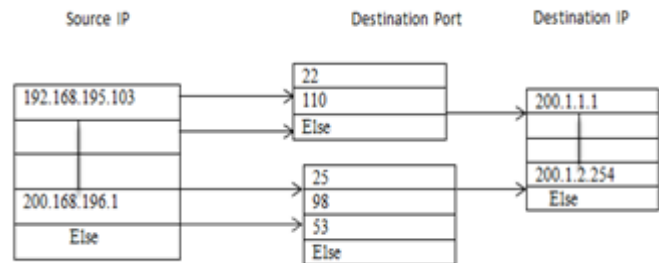 Source IP
Destination Port
Destination IP
192.168.195.103
200.168.196.1
Else
22
110
Else
25
98
53
Else
200.1.1.1
200.1.2.254
Else